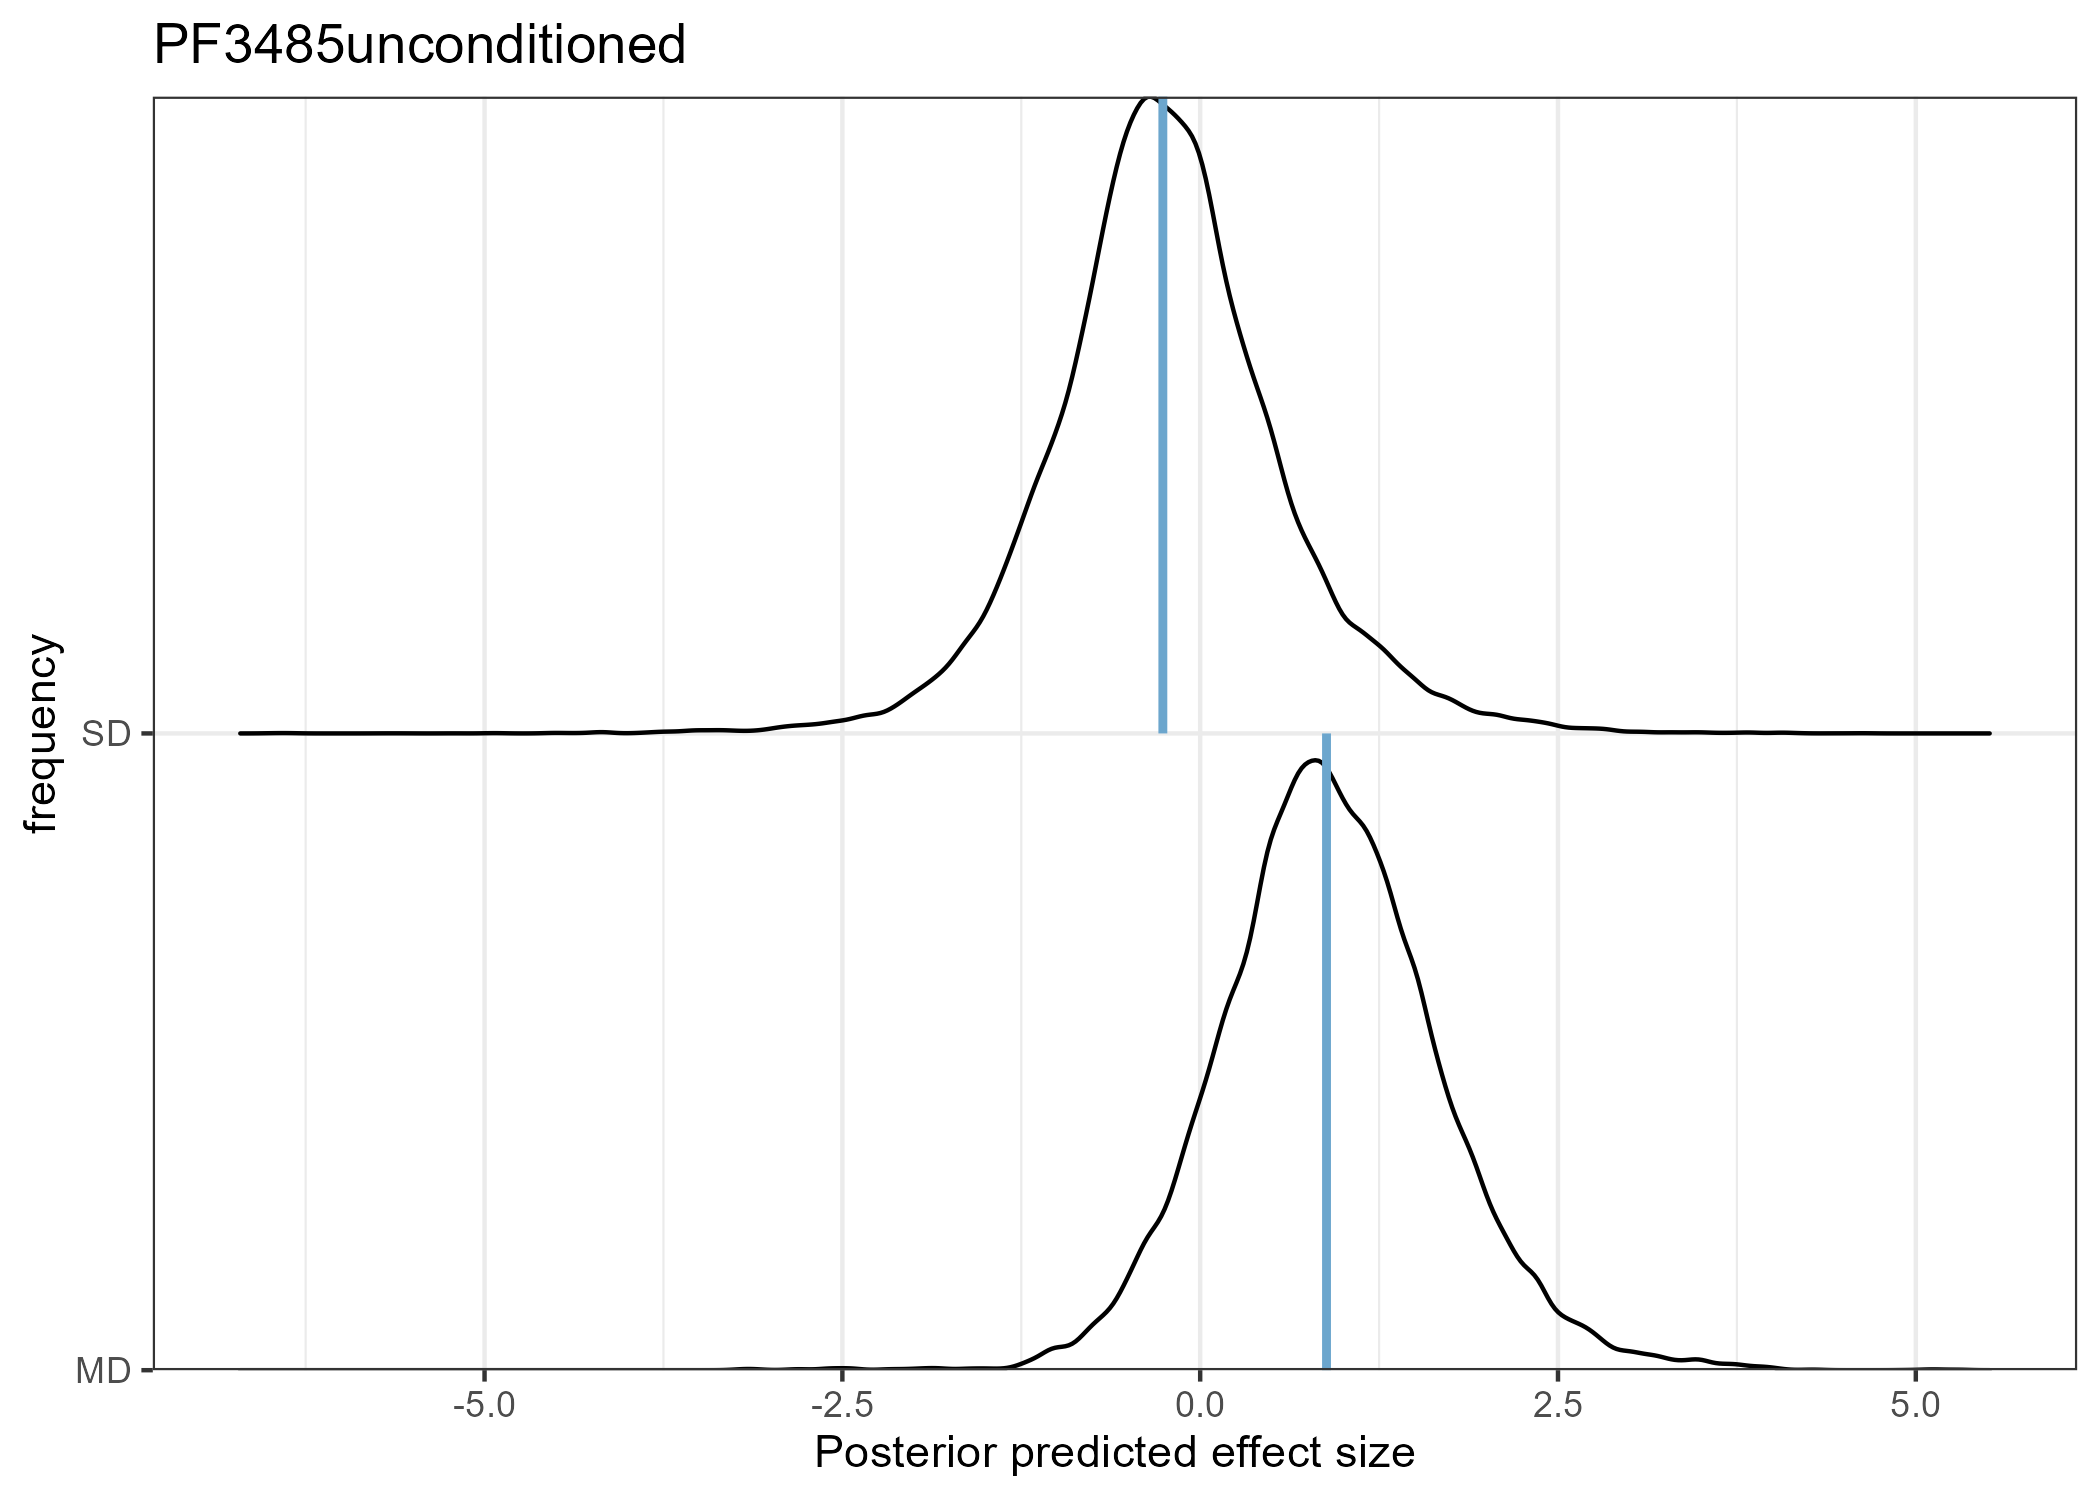 PF3485unconditioned
frequency
SD
MD
-5.0
-2.5
0.0
2.5
5.0
Posterior predicted effect size